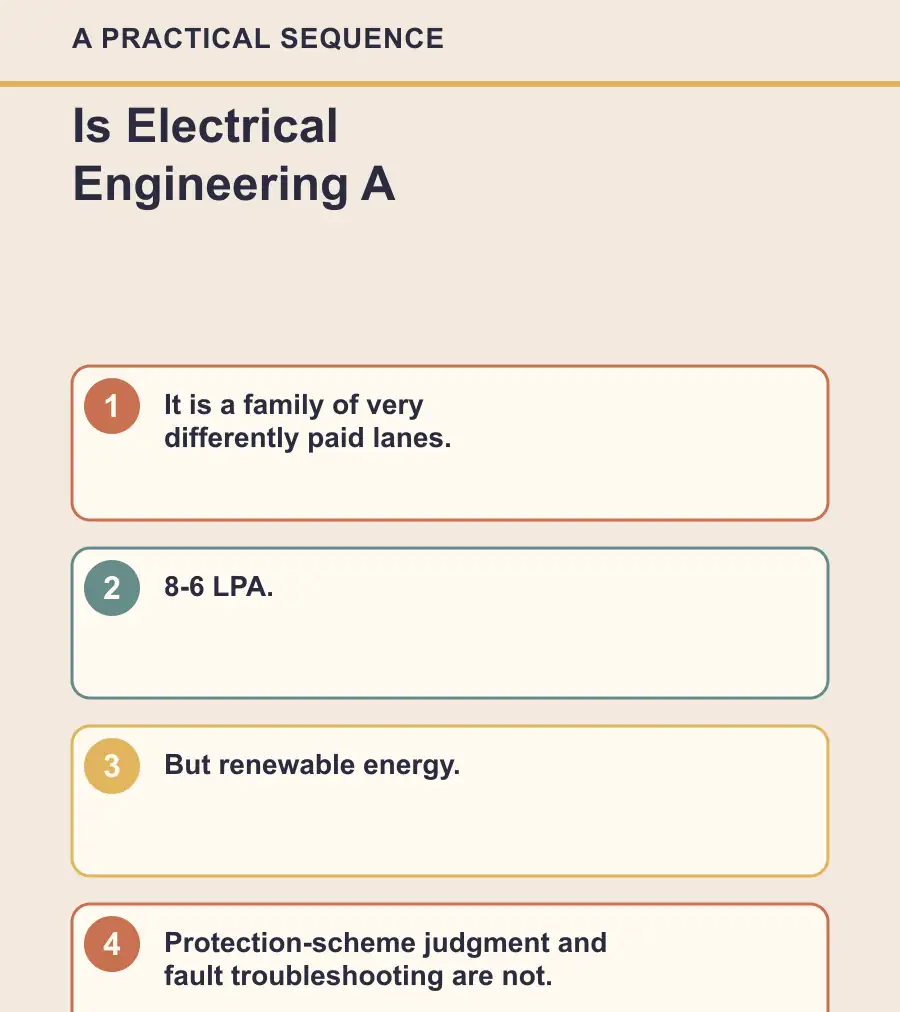 A PRACTICAL SEQUENCE
Is Electrical
Engineering A
1
It is a family of very
differently paid lanes.
2
8-6 LPA.
3
But renewable energy.
4
Protection-scheme judgment and
fault troubleshooting are not.